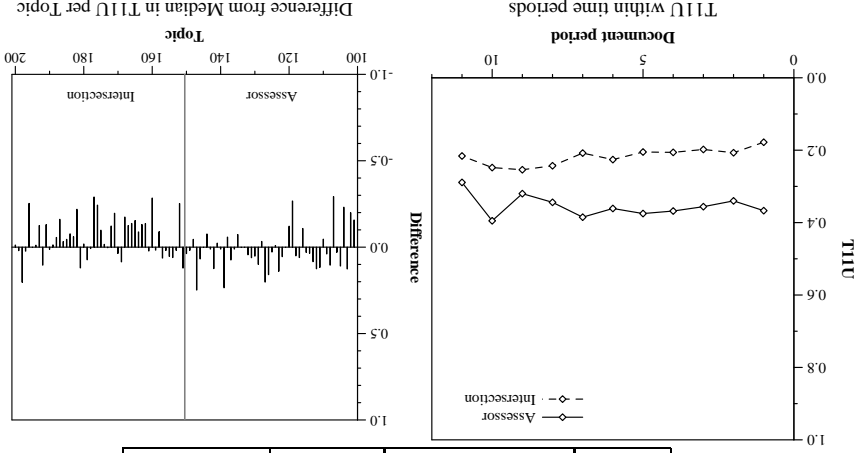 1.0
0.8
0.6
0.4
0.2
0.0
T11U
0
5
10
Document period
Assessor
Intersection
T11U within time periods
1.0
0.5
0.0
-0.5
-1.0
Difference
100
120
140
160
180
200
Topic
Assessor
Intersection
Difference from Median in T11U per Topic